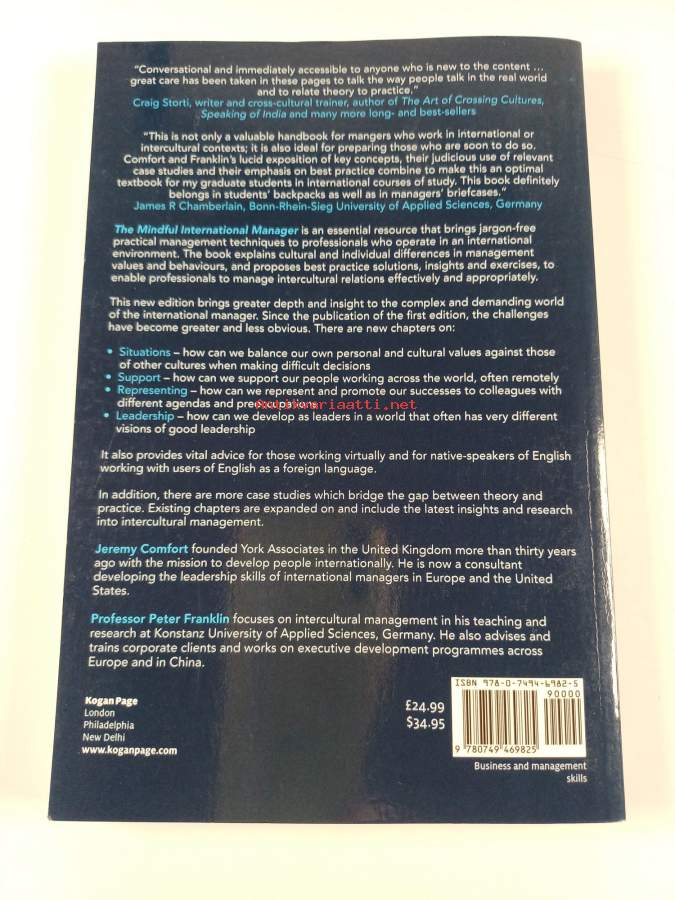 “Conversational and immediately accessible to anyone who is new to the content ...
great care has been taken in these pages to talk the way people talk in the real world
and to relate theory to practice.”
Craig Storti, writer and cross-cultural trainer, author of The Art of Crossing Cultures,
Speaking of India and many more long- and best-sellers
“This is not only a valuable handbook for mangers who work in international or
intercultural contexts; it is also ideal for preparing those who are soon to do so.
Comfort and Franklin’s lucid exposition of key concepts, their judicious use of relevant
case studies and their emphasis on best practice combine to make this an optimal
textbook for my graduate students in international courses of study. This book definitely
belongs in students’ backpacks as well as in managers’ briefcases.”
James R Chamberlain, Bonn-Rhein-Sieg University of Applied Sciences, Germany
The Mindful International Manager is an essential resource that brings jargon-free
practical management techniques to professionals who operate in an international
environment. The book explains cultural and individual differences in management
values and behaviours, and proposes best practice solutions, insights and exercises, to
enable professionals to manage intercultural relations effectively and appropriately.
This new edition brings greater depth and insight to the complex and demanding world
of the international manager. Since the publication of the first edition, the challenges
have become greater and less obvious. There are new chapters on:
• Situations – how can we balance our own personal and cultural values against those
of other cultures when making difficult decisions
• Support – how can we support our people working across the world, often remotely
• Representing – how can we represent and promote our successes to colleagues with
different agendas and preoccupations
Antikvariaatti.net
• Leadership – how can we develop as leaders in a world that often has very different
visions of good leadership
It also provides vital advice for those working virtually and for native-speakers of English
working with users of English as a foreign language.
In addition, there are more case studies which bridge the gap between theory and
practice. Existing chapters are expanded on and include the latest insights and research
into intercultural management.
Jeremy Comfort founded York Associates in the United Kingdom more than thirty years
ago with the mission to develop people internationally. He is now a consultant
developing the leadership skills of international managers in Europe and the United
States.
Professor Peter Franklin focuses on intercultural management in his teaching and
research at Konstanz University of Applied Sciences, Germany. He also advises and
trains corporate clients and works on executive development programmes across
Europe and in China.
Kogan Page
London
Philadelphia
New Delhi
www.koganpage.com
£24.99
$34.95
ISBN 978-0-7494-6982-5
90000
9 780749 469825
Business and management
skills